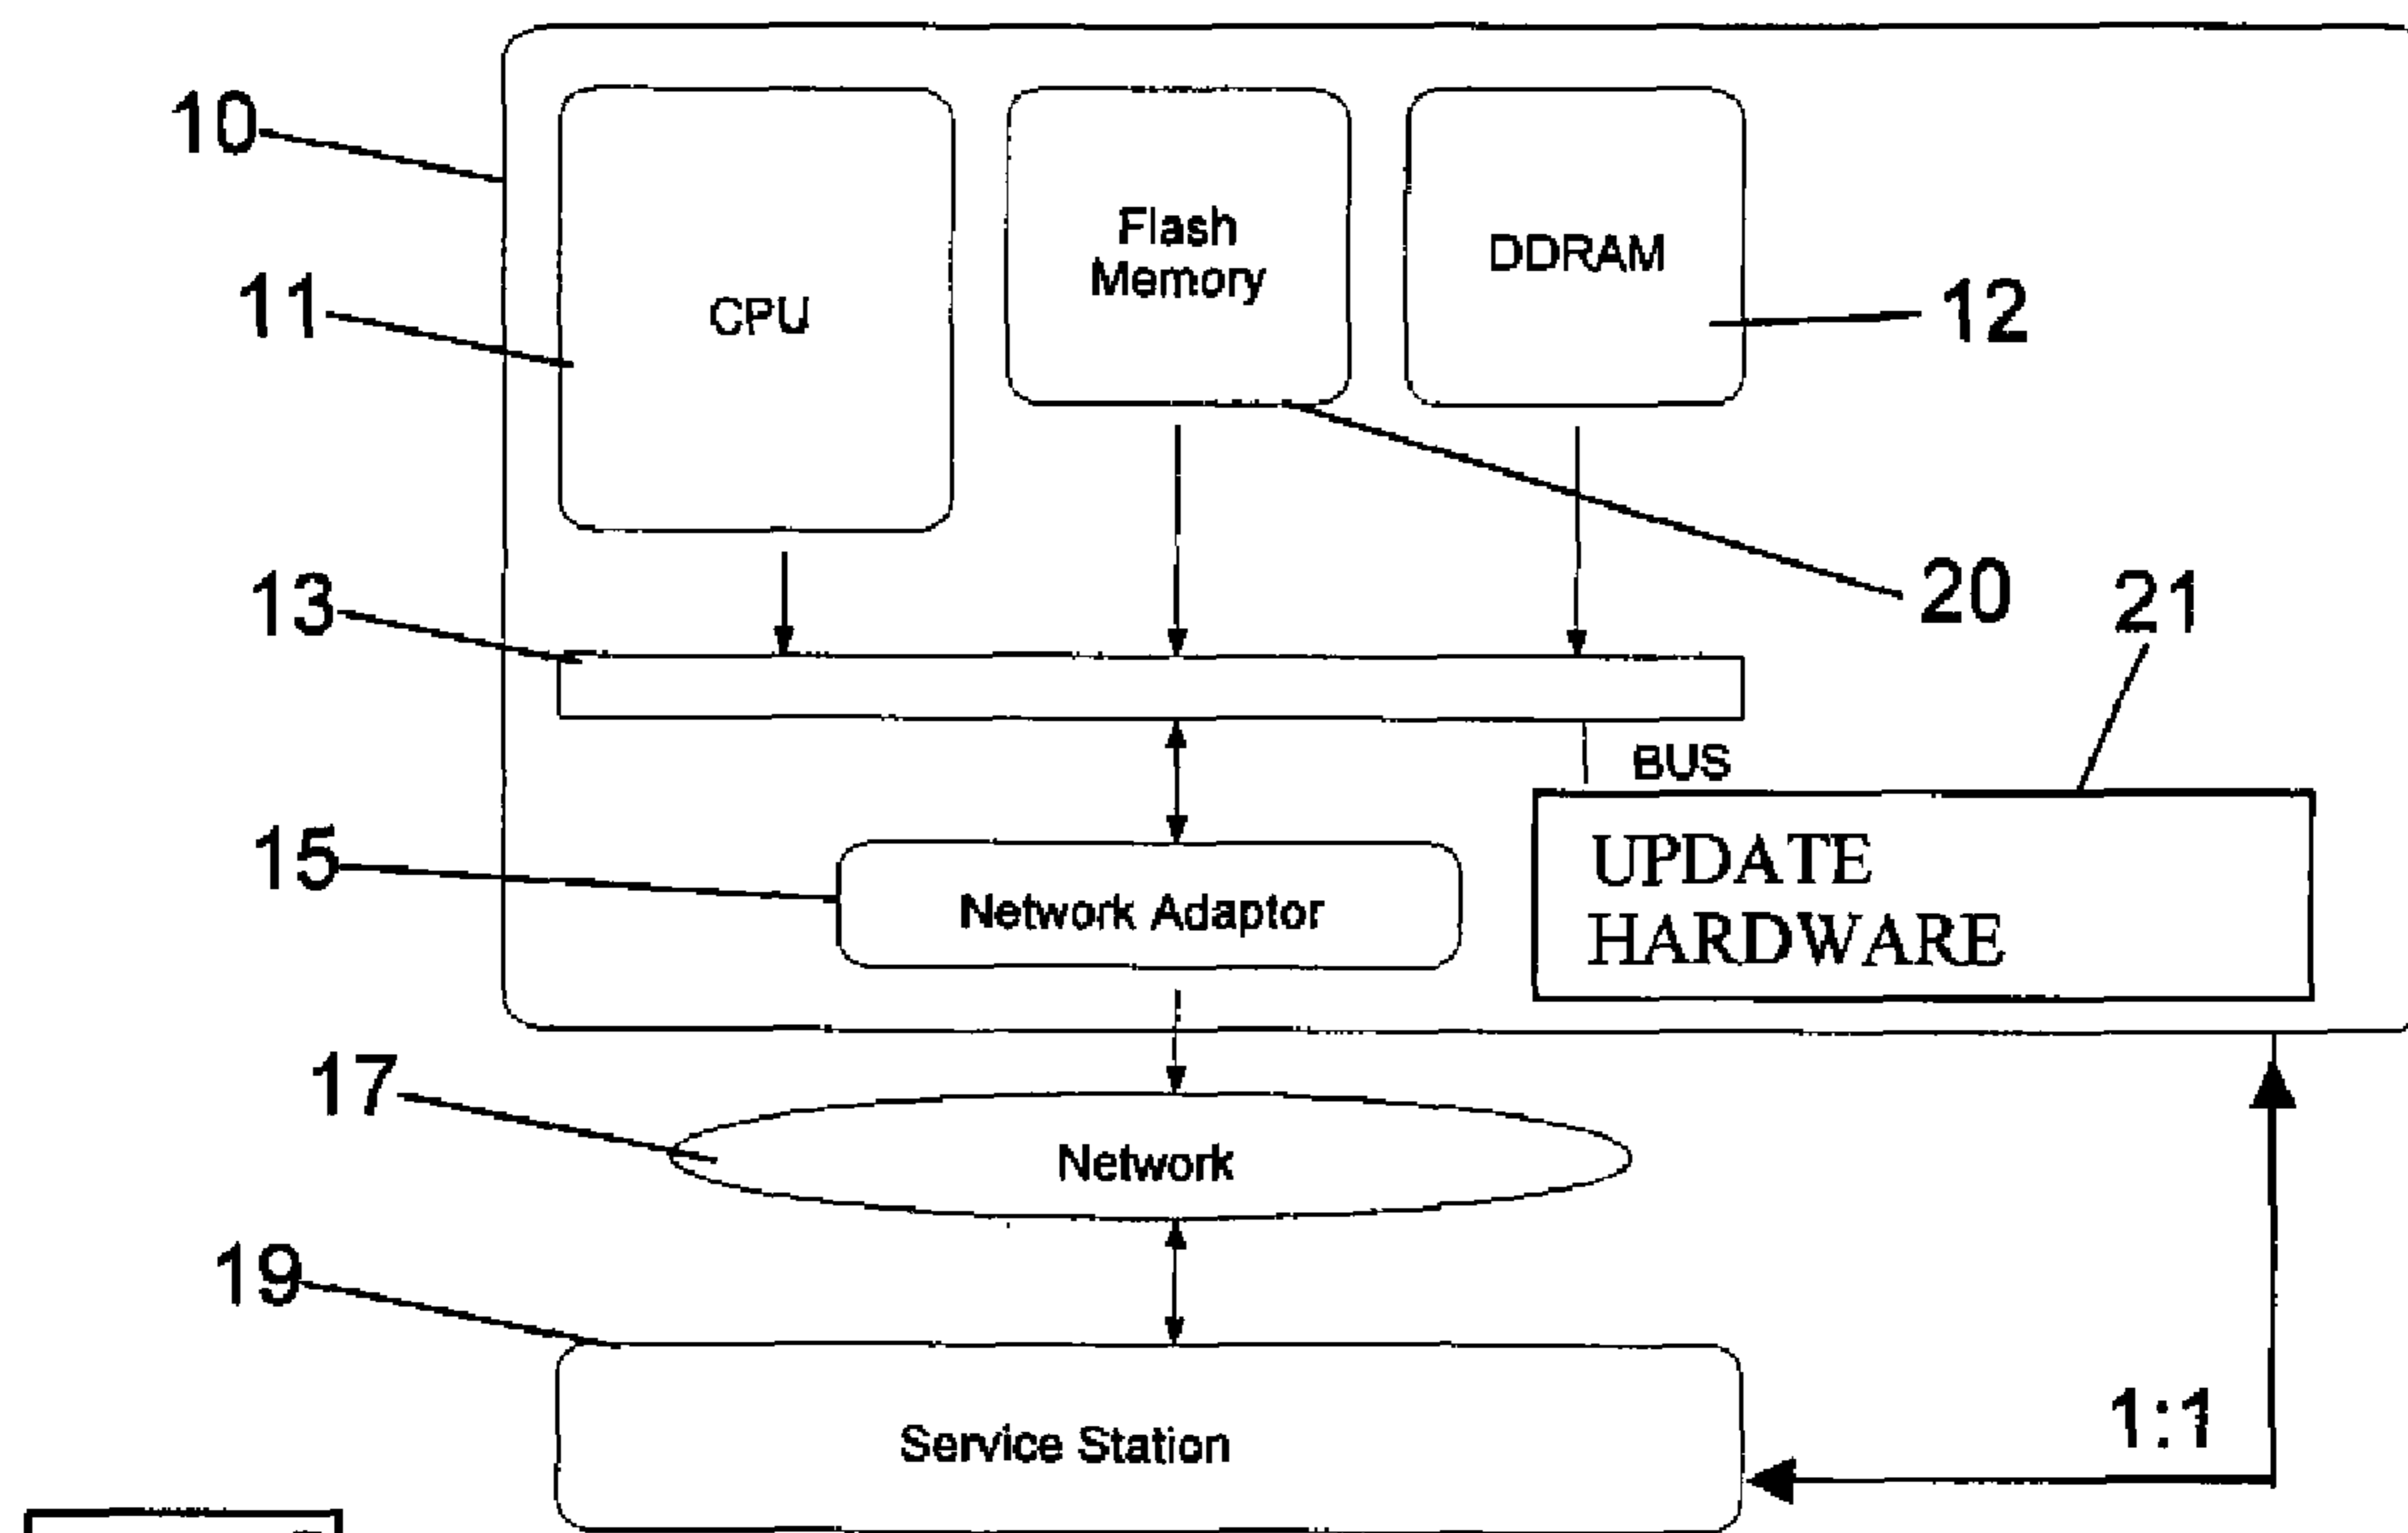 10
11
CPU
Flash
Memory
DDRAM
12
13
20
21
BUS
15
Network Adaptor
UPDATE
HARDWARE
17
Network
19
Service Station
1:1